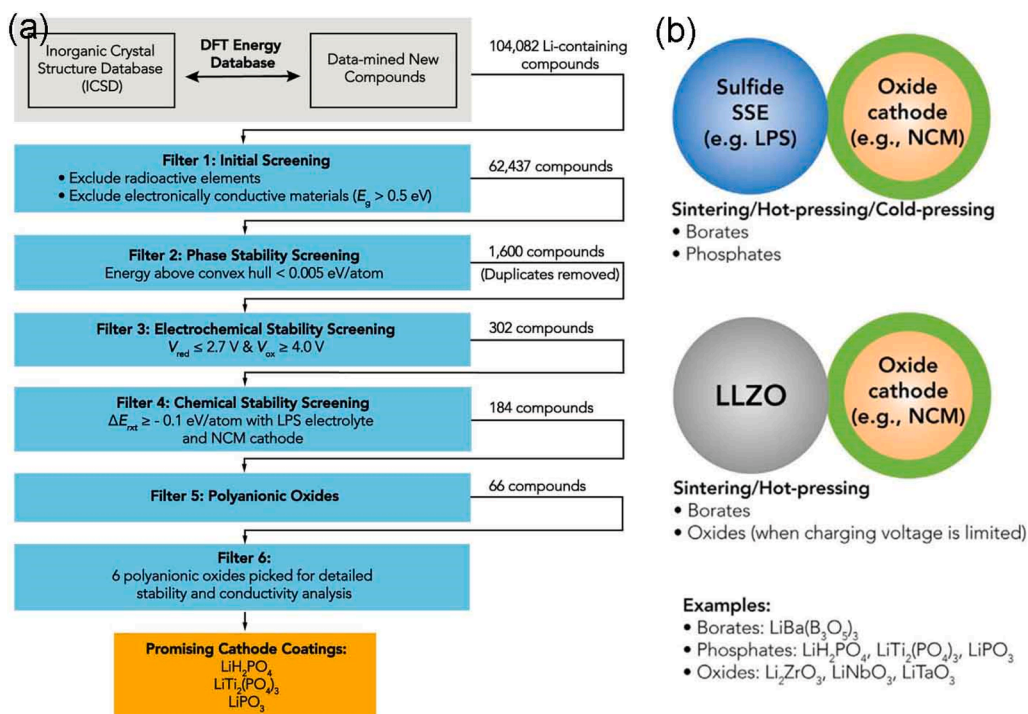 (a)
Inorganic Crystal
Structure Database
(ICSD)
DFT Energy
Database
Data-mined New
Compounds
104,082 Li-containing
compounds
Filter 1: Initial Screening
• Exclude radioactive elements
• Exclude electronically conductive materials (E_g > 0.5 eV)
62,437 compounds
Filter 2: Phase Stability Screening
Energy above convex hull < 0.005 eV/atom
1,600 compounds
(Duplicates removed)
Filter 3: Electrochemical Stability Screening
V_red ≤ 2.7 V & V_ox ≥ 4.0 V
302 compounds
Filter 4: Chemical Stability Screening
ΔE_rxt ≥ - 0.1 eV/atom with LPS electrolyte
and NCM cathode
184 compounds
Filter 5: Polyanionic Oxides
66 compounds
Filter 6:
6 polyanionic oxides picked for detailed
stability and conductivity analysis
Promising Cathode Coatings:
LiH₂PO₄
LiTi₂(PO₄)₃
LiPO₃
(b)
Sulfide
SSE
(e.g. LPS)
Oxide
cathode
(e.g., NCM)
Sintering/Hot-pressing/Cold-pressing
• Borates
• Phosphates
LLZO
Oxide
cathode
(e.g., NCM)
Sintering/Hot-pressing
• Borates
• Oxides (when charging voltage is limited)
Examples:
• Borates: LiBa(B₃O₅)₃
• Phosphates: LiH₂PO₄, LiTi₂(PO₄)₃, LiPO₃
• Oxides: Li₂ZrO₃, LiNbO₃, LiTaO₃